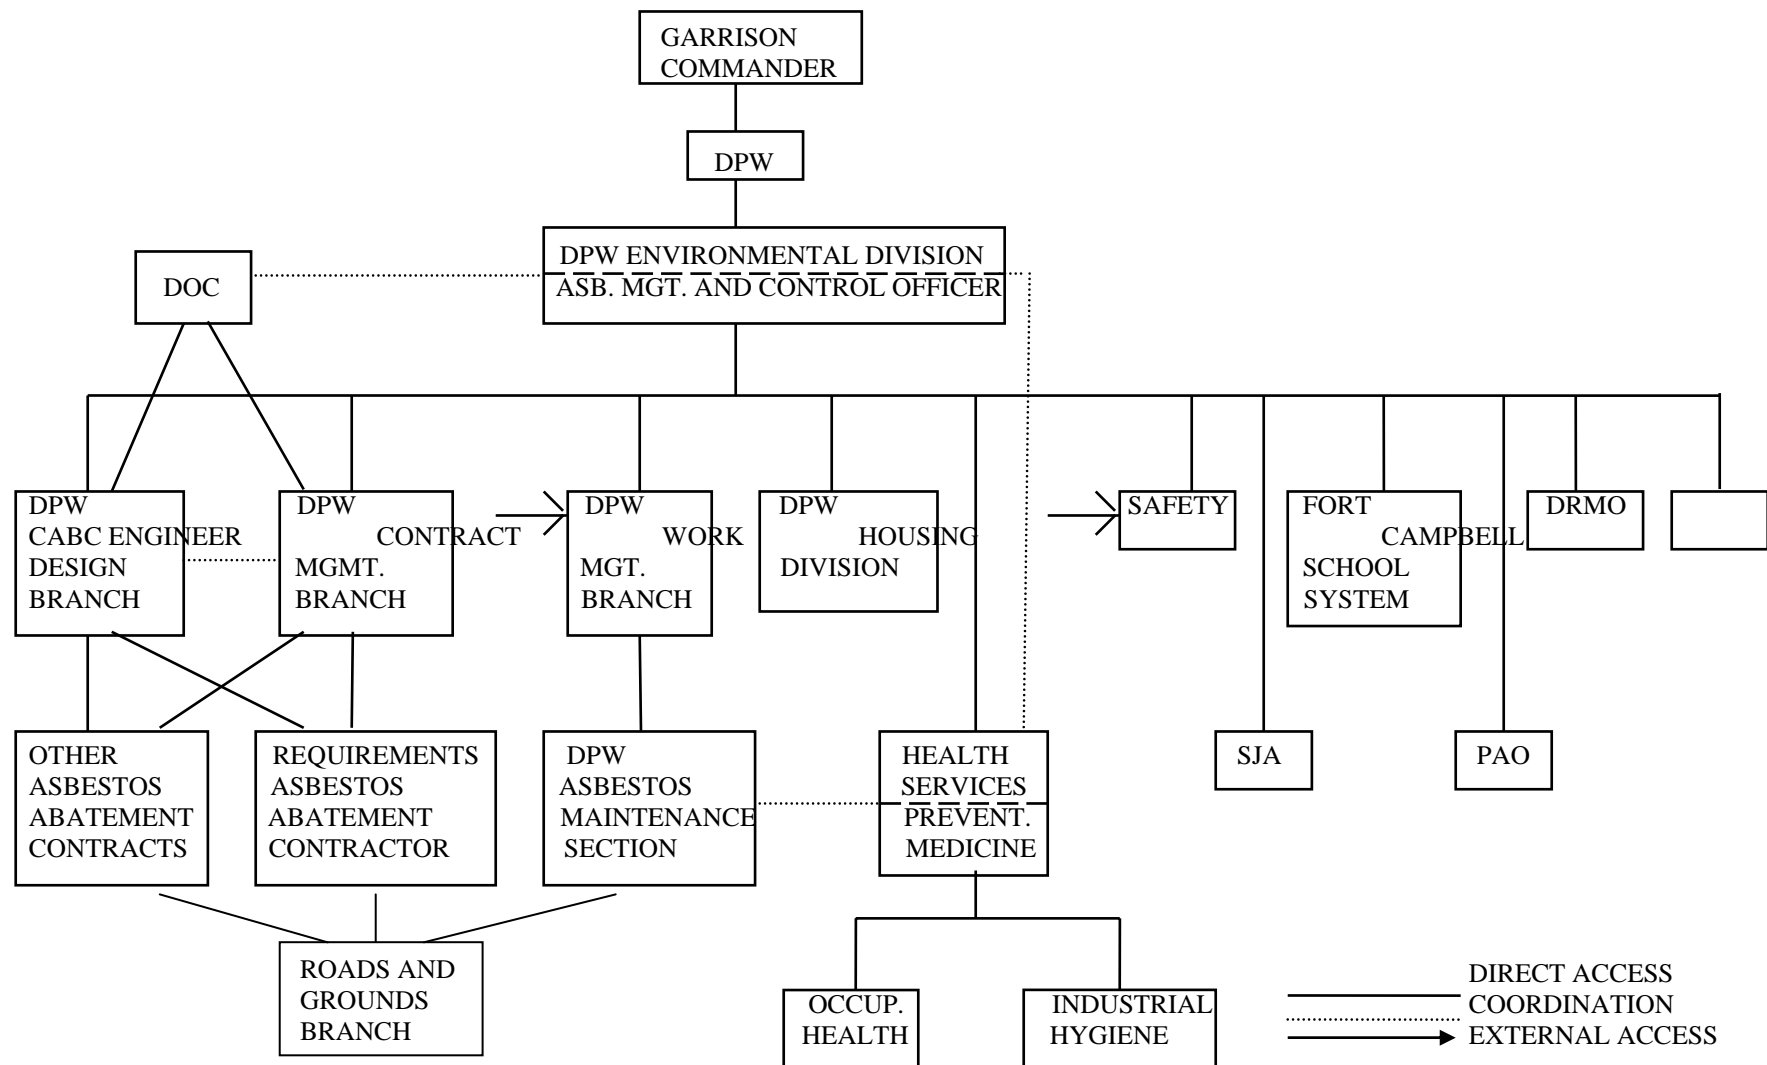 GARRISON
COMMANDER
DPW
DPW ENVIRONMENTAL DIVISION
ASB. MGT. AND CONTROL OFFICER
DOC
DPW
CABC ENGINEER
DESIGN
BRANCH
DPW
CONTRACT
MGMT.
BRANCH
DPW
WORK
MGT.
BRANCH
DPW
HOUSING
DIVISION
SAFETY
FORT
CAMPBELL
SCHOOL
SYSTEM
DRMO
OTHER
ASBESTOS
ABATEMENT
CONTRACTS
REQUIREMENTS
ASBESTOS
ABATEMENT
CONTRACTOR
DPW
ASBESTOS
MAINTENANCE
SECTION
HEALTH
SERVICES
PREVENT.
MEDICINE
SJA
PAO
ROADS AND
GROUNDS
BRANCH
OCCUP.
HEALTH
INDUSTRIAL
HYGIENE
DIRECT ACCESS
COORDINATION
EXTERNAL ACCESS